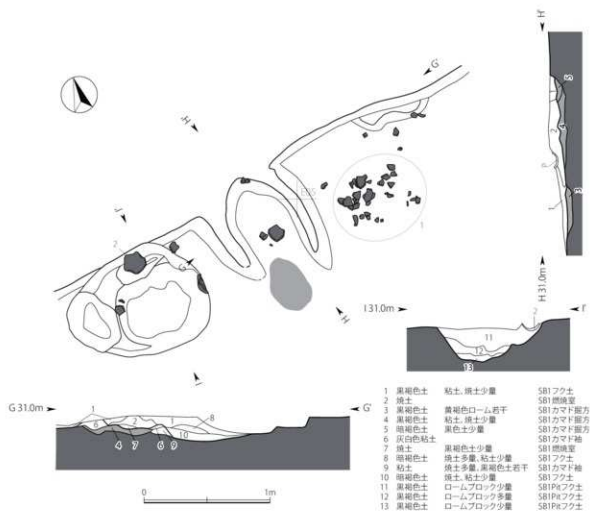 G'
H'
H
EB5
J
2
G
1
H
I
5
2
4
P
3
1
H 31.0m
I 31.0m
I'
2
11
12
13
G 31.0m
G'
1
6
2
1
8
6
10
4
7
5
9
0
1m
1 黒褐色土 粘土, 焼土少量 SB1フク土
2 焼土 SB1燃焼室
3 黒褐色土 黄褐色ローム若干 SB1カマド掘方
4 黒褐色土 粘土, 焼土少量 SB1カマド掘方
5 暗褐色土 黒色土少量 SB1カマド掘方
6 灰白色粘土 SB1カマド袖
7 焼土 黒褐色土少量 SB1燃焼室
8 暗褐色土 焼土多量, 粘土少量 SB1フク土
9 粘土 焼土多量, 黒褐色土若干 SB1カマド袖
10 暗褐色土 焼土, 粘土少量 SB1フク土
11 黒褐色土 ロームブロック少量 SB1Pitフク土
12 黒褐色土 ロームブロック多量 SB1Pitフク土
13 黒褐色土 ロームブロック少量 SB1Pitフク土